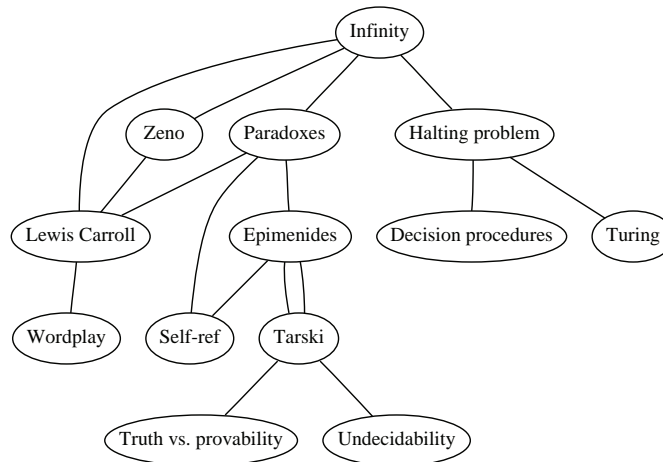 Infinity
Zeno
Paradoxes
Halting problem
Lewis Carroll
Epimenides
Decision procedures
Turing
Wordplay
Self-ref
Tarski
Truth vs. provability
Undecidability